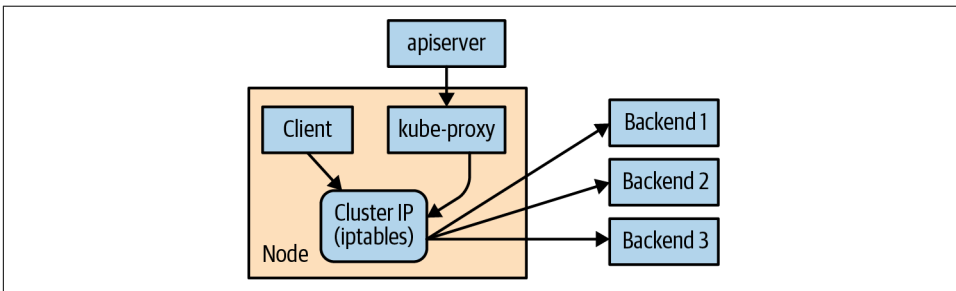 apiserver
Client
kube-proxy
Cluster IP
(iptables)
Node
Backend 1
Backend 2
Backend 3